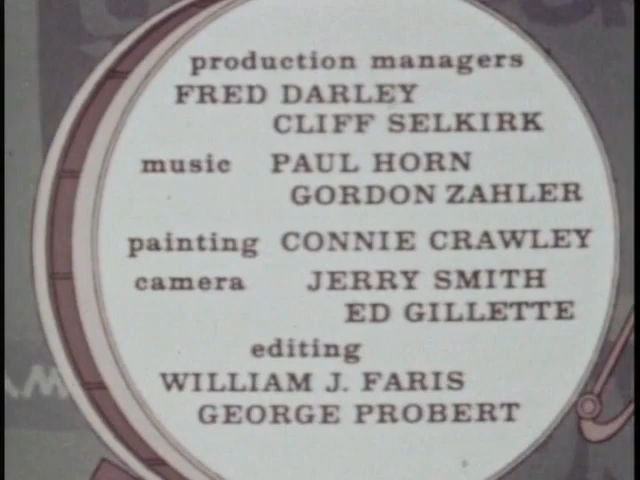 production managers
FRED DARLEY
CLIFF SELKIRK
music PAUL HORN
GORDON ZAHLER
painting CONNIE CRAWLEY
camera JERRY SMITH
ED GILLETTE
editing
WILLIAM J. FARIS
GEORGE PROBERT